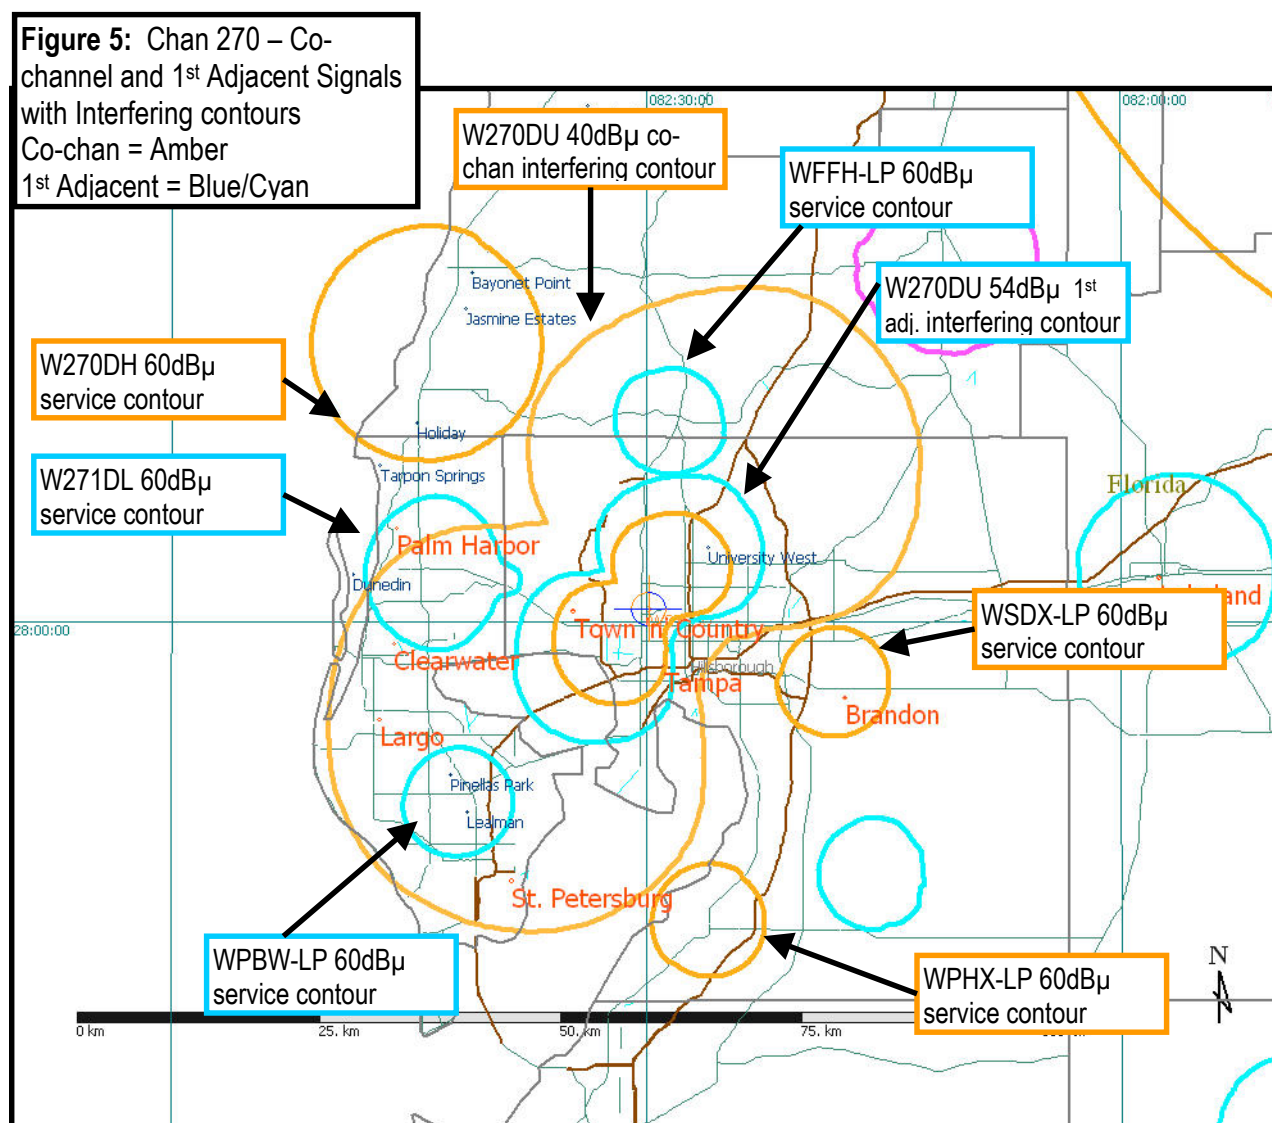 Figure 5: Chan 270 – Co-
channel and 1st Adjacent Signals
with Interfering contours
Co-chan = Amber
1st Adjacent = Blue/Cyan
082:30:00
082:00:00
W270DU 40dBµ co-
chan interfering contour
WFFH-LP 60dBµ
service contour
W270DU 54dBµ 1st
adj. interfering contour
Bayonet Point
Jasmine Estates
W270DH 60dBµ
service contour
Holiday
Tarpon Springs
W271DL 60dBµ
service contour
Florida
Palm Harbor
University West
Dunedin
land
WSDX-LP 60dBµ
service contour
28:00:00
Town 'n' Country
Clearwater
Tampa
Brandon
Largo
Pinellas Park
Lealman
St. Petersburg
WPBW-LP 60dBµ
service contour
WPHX-LP 60dBµ
service contour
N
0 km
25. km
50. km
75. km